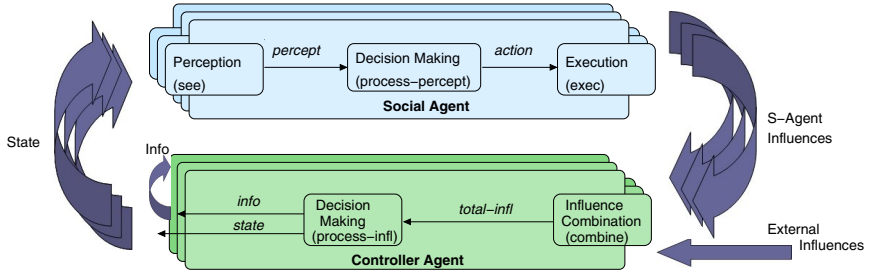 Perception
(see)
percept
Decision Making
(process−percept)
action
Execution
(exec)
Social Agent
State
S−Agent
Influences
Info
info
state
Decision
Making
(process−infl)
total−infl
Influence
Combination
(combine)
Controller Agent
External
Influences